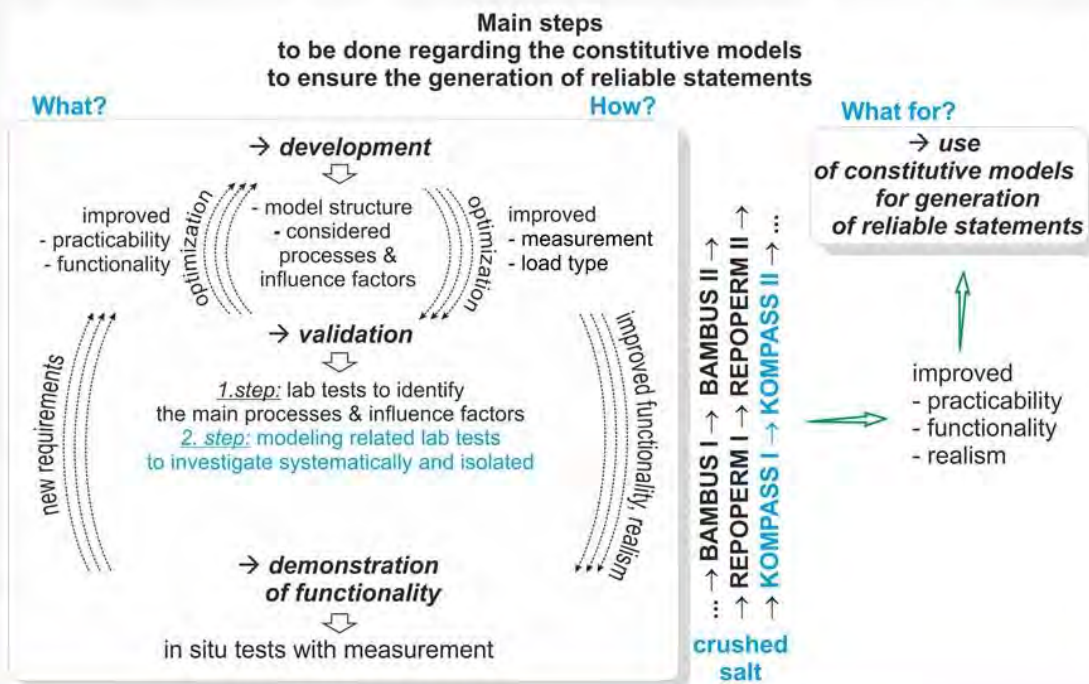 Main steps
to be done regarding the constitutive models
to ensure the generation of reliable statements
What?
How?
→ development
improved
- practicability
- functionality
optimization
- model structure
- considered
processes &
influence factors
optimization
improved
- measurement
- load type
→ validation
1.step: lab tests to identify
the main processes & influence factors
2. step: modeling related lab tests
to investigate systematically and isolated
new requirements
improved functionality, realism
→ demonstration
of functionality
in situ tests with measurement
... → BAMBUS I → BAMBUS II →
→ REPOPERM I → REPOPERM II →
→ KOMPASS I → KOMPASS II → ...
crushed
salt
What for?
→ use
of constitutive models
for generation
of reliable statements
improved
- practicability
- functionality
- realism